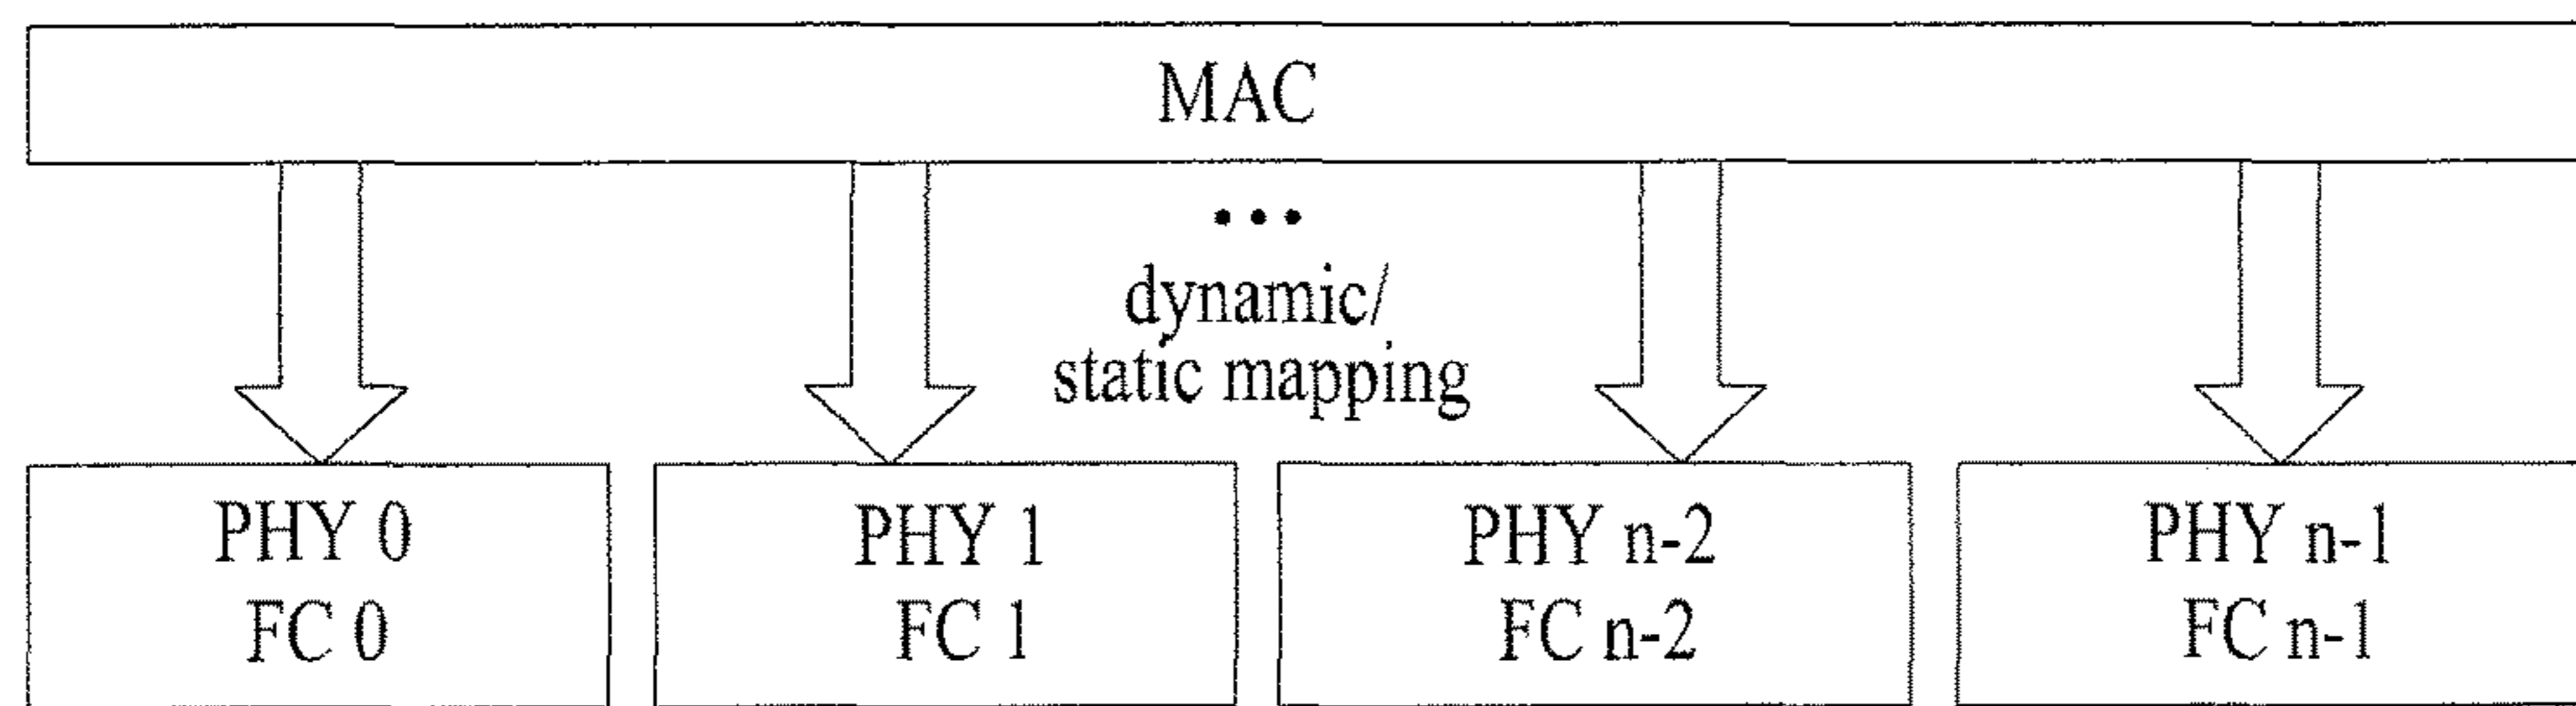 MAC
•••
dynamic/
static mapping
PHY 0
FC 0
PHY 1
FC 1
PHY n-2
FC n-2
PHY n-1
FC n-1